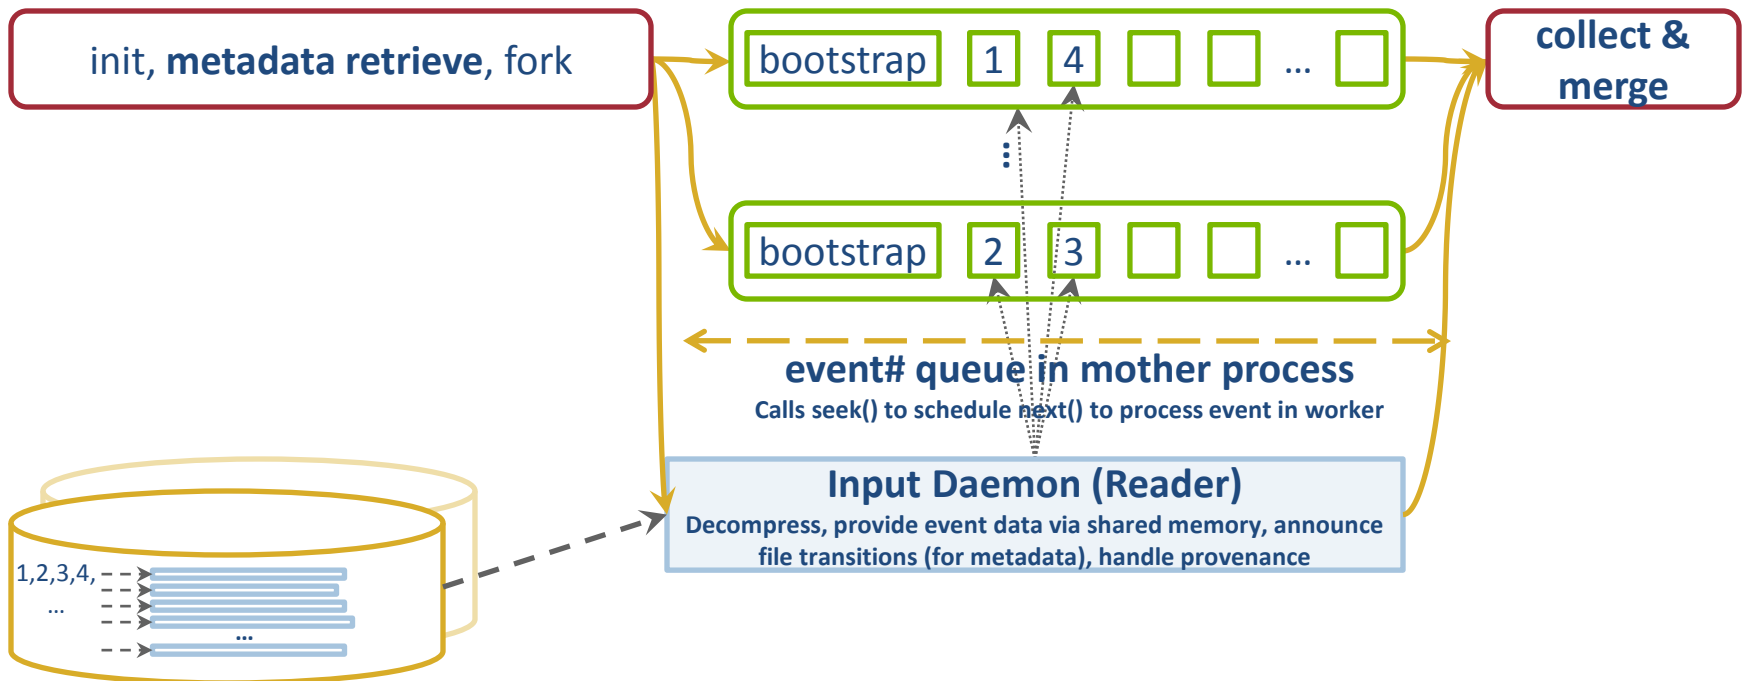 init, metadata retrieve, fork
bootstrap 1 4 ...
collect &
merge
...
bootstrap 2 3 ...
event# queue in mother process
Calls seek() to schedule next() to process event in worker
Input Daemon (Reader)
Decompress, provide event data via shared memory, announce
file transitions (for metadata), handle provenance
1,2,3,4,
...
...